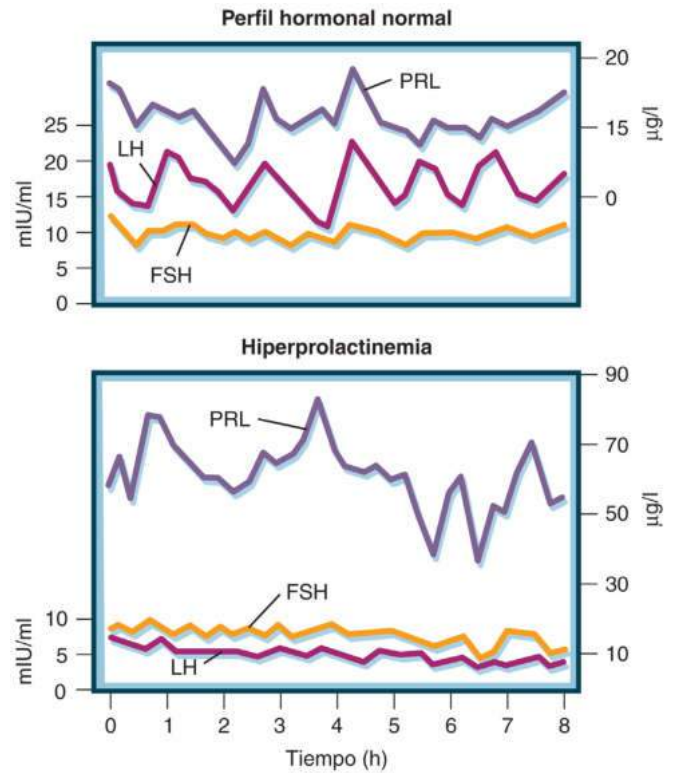 Perfil hormonal normal
25
20
15
10
5
0
mIU/ml
20
15
0
µg/l
PRL
LH
FSH
Hiperprolactinemia
10
5
0
mIU/ml
90
70
50
30
10
µg/l
PRL
FSH
LH
0 1 2 3 4 5 6 7 8
Tiempo (h)